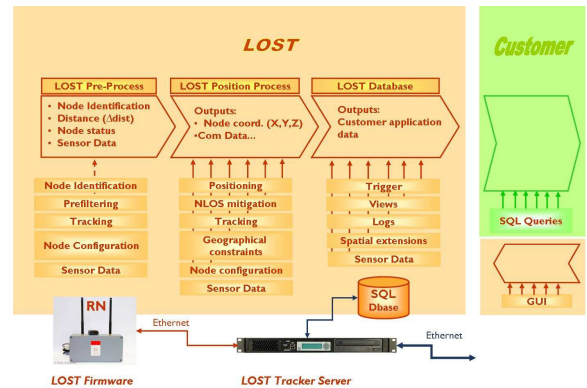 LOST
Customer
LOST Pre-Process
LOST Position Process
LOST Database
• Node Identification
• Distance (Δdist)
• Node status
• Sensor Data
Outputs:
• Node coord. (X,Y,Z)
•Com Data...
Outputs:
Customer application
data
Node Identification
Prefiltering
Tracking
Node Configuration
Sensor Data
Positioning
NLOS mitigation
Tracking
Geographical
constraints
Node configuration
Sensor Data
Trigger
Views
Logs
Spatial extensions
Sensor Data
SQL Queries
GUI
SQL
Dbase
RN
Ethernet
Ethernet
LOST Firmware
LOST Tracker Server